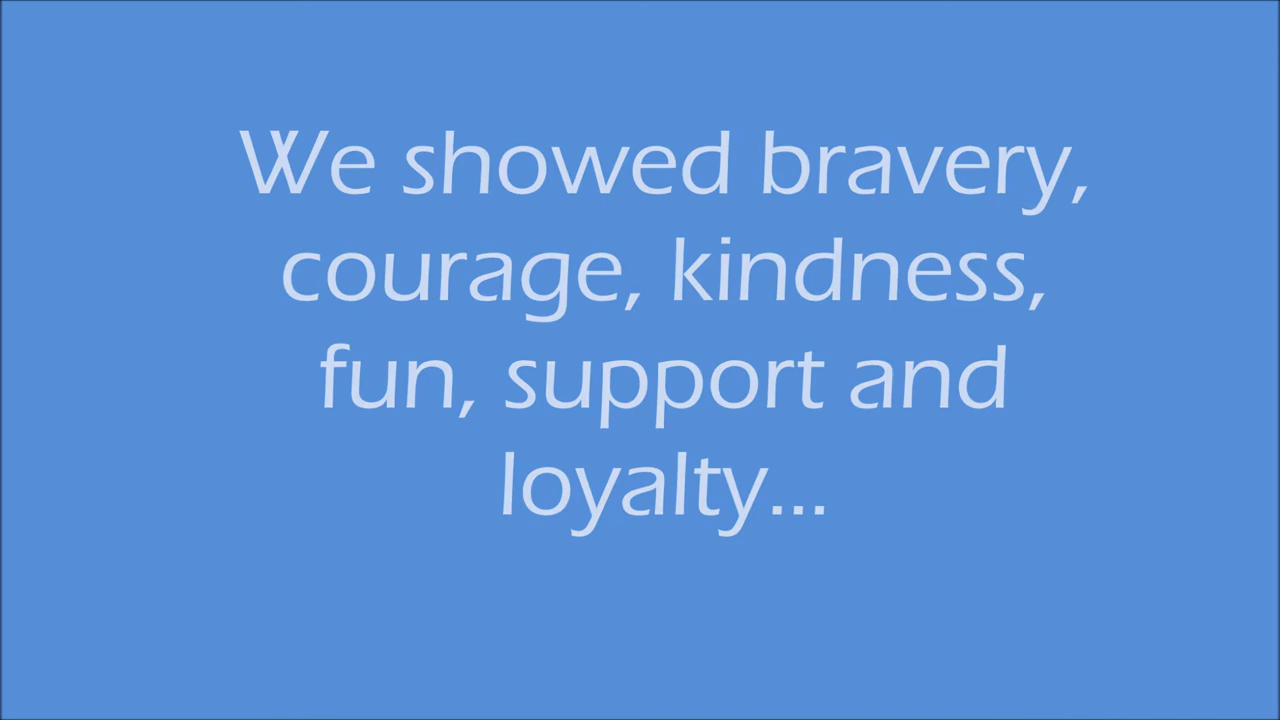 We showed bravery,
courage, kindness,
fun, support and
loyalty...